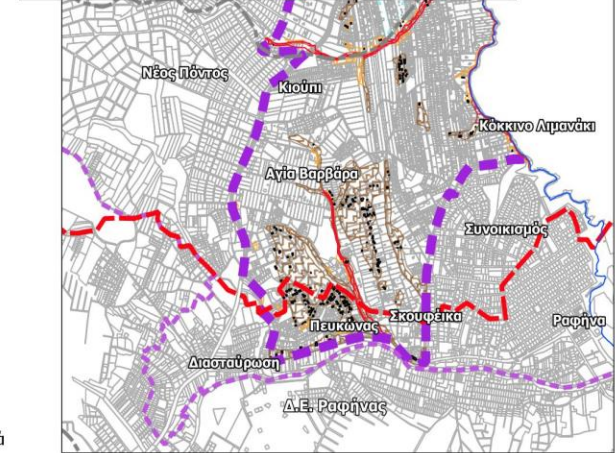 Νέος Πόντος
Κιούπι
Κόκκινο Λιμανάκι
Αγία Βαρβάρα
Συνοικισμός
Σκουφέικα
Ραφήνα
Πευκώνας
Διασταύρωση
Δ.Ε. Ραφήνας